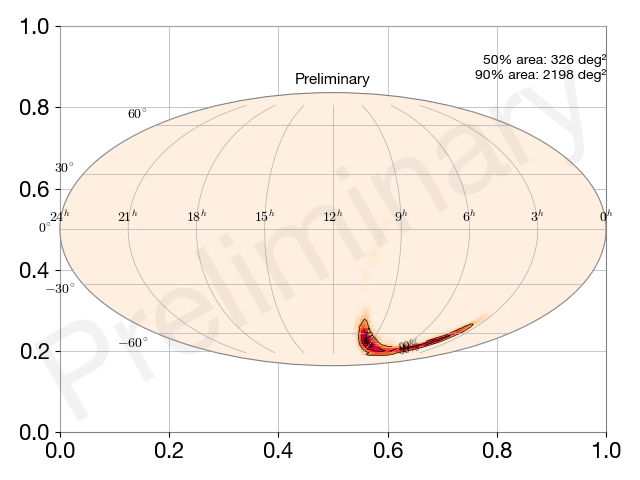 1.0
50% area: 326 deg²
90% area: 2198 deg²
Preliminary
0.8
60°
30°
0.6
24h 21h 18h 15h 12h 9h 6h 3h 0h
0°
0.4
−30°
−60°
0.2
0.0
0.0 0.2 0.4 0.6 0.8 1.0
Preliminary